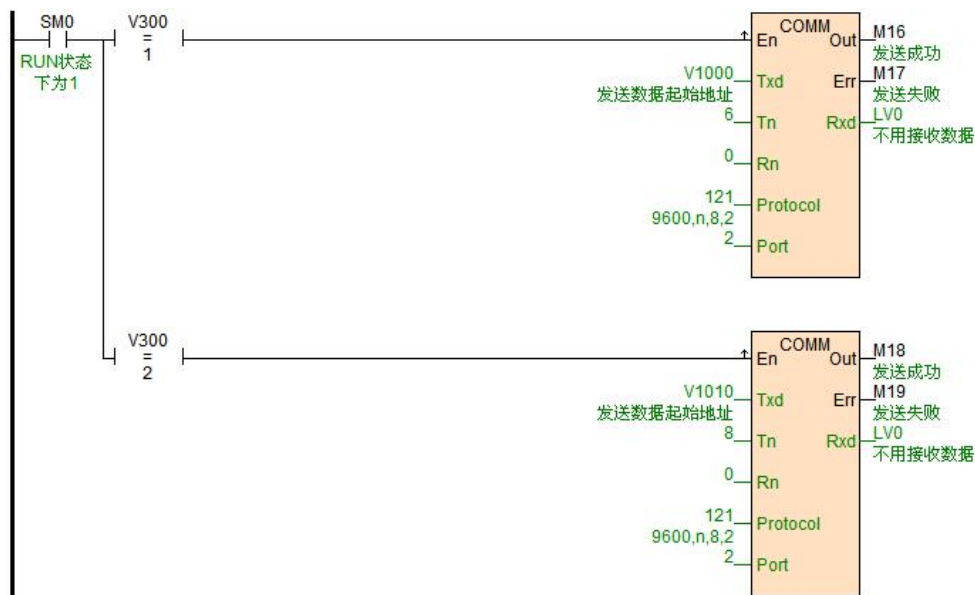 SM0
RUN状态
下为1
V300
=
1
COMM
En
Out
M16
发送成功
V1000
发送数据起始地址
Txd
Err
M17
发送失败
6
Tn
Rxd
LV0
不用接收数据
0
Rn
121
9600,n,8,2
Protocol
2
Port
V300
=
2
COMM
En
Out
M18
发送成功
V1010
发送数据起始地址
Txd
Err
M19
发送失败
8
Tn
Rxd
LV0
不用接收数据
0
Rn
121
9600,n,8,2
Protocol
2
Port